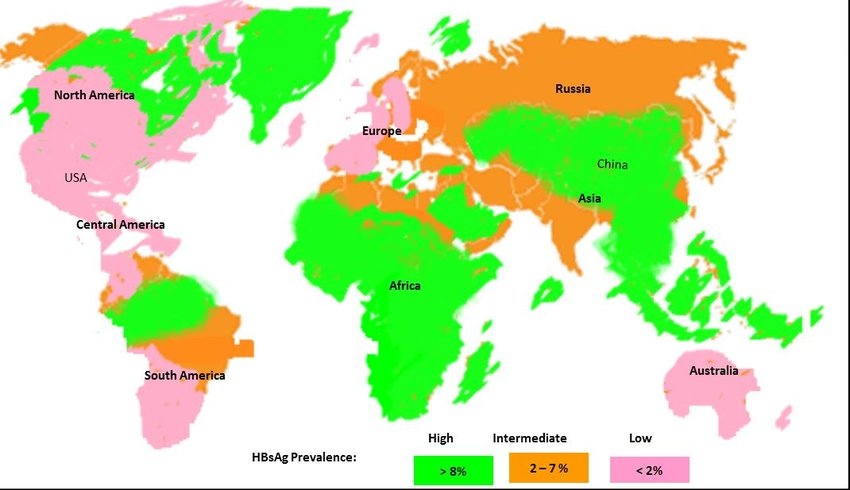 Russia
North America
Europe
China
USA
Asia
Central America
Africa
Australia
South America
High Intermediate Low
HBsAg Prevalence:
> 8% 2 – 7 % < 2%